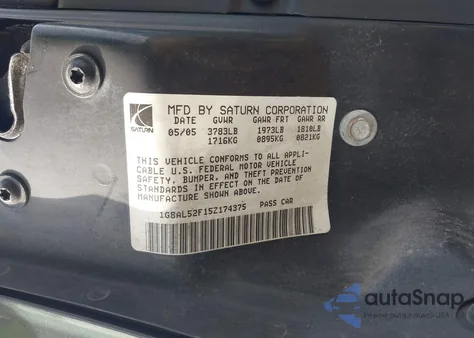 MFD BY SATURN CORPORATION
DATE GVWR GAWR FRT GAWR RR
05/05 3783LB 1973LB 1810LB
1716KG 0895KG 0821KG
SATURN
THIS VEHICLE CONFORMS TO ALL APPLI-
CABLE U.S. FEDERAL MOTOR VEHICLE
SAFETY, BUMPER, AND THEFT PREVENTION
STANDARDS IN EFFECT ON THE DATE OF
MANUFACTURE SHOWN ABOVE.
1G8AL52F15Z174375 PASS CAR
autoSnap